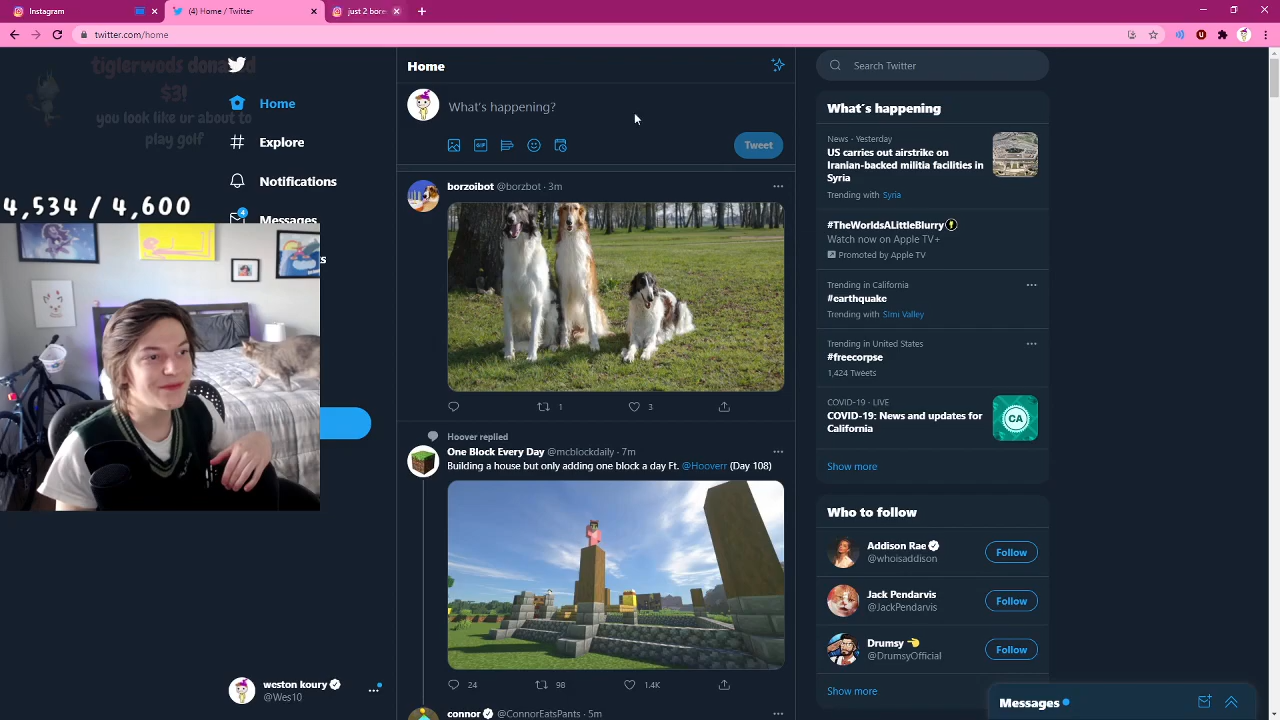 Instagram
(4) Home / Twitter
just 2 bore
twitter.com/home
tiglerwods donated
$3!
you look like ur about to
play golf
4,534 / 4,600
Home
Explore
Notifications
4
Messages
ts
weston koury
@Wes10
Home
What's happening?
GIF
Tweet
borzoibot @borzbot · 3m
1
3
Hoover replied
One Block Every Day @mcblockdaily · 7m
Building a house but only adding one block a day Ft. @Hooverr (Day 108)
24
98
1.4K
connor @ConnorEatsPants · 5m
Search Twitter
What's happening
News · Yesterday
US carries out airstrike on
Iranian-backed militia facilities in
Syria
Trending with Syria
#TheWorldsALittleBlurry
Watch now on Apple TV+
Promoted by Apple TV
Trending in California
#earthquake
Trending with Simi Valley
Trending in United States
#freecorpse
1,424 Tweets
COVID-19 · LIVE
COVID-19: News and updates for
California
CA
Show more
Who to follow
Addison Rae
@whoisaddison
Follow
Jack Pendarvis
@JackPendarvis
Follow
Drumsy
@DrumsyOfficial
Follow
Show more
Messages